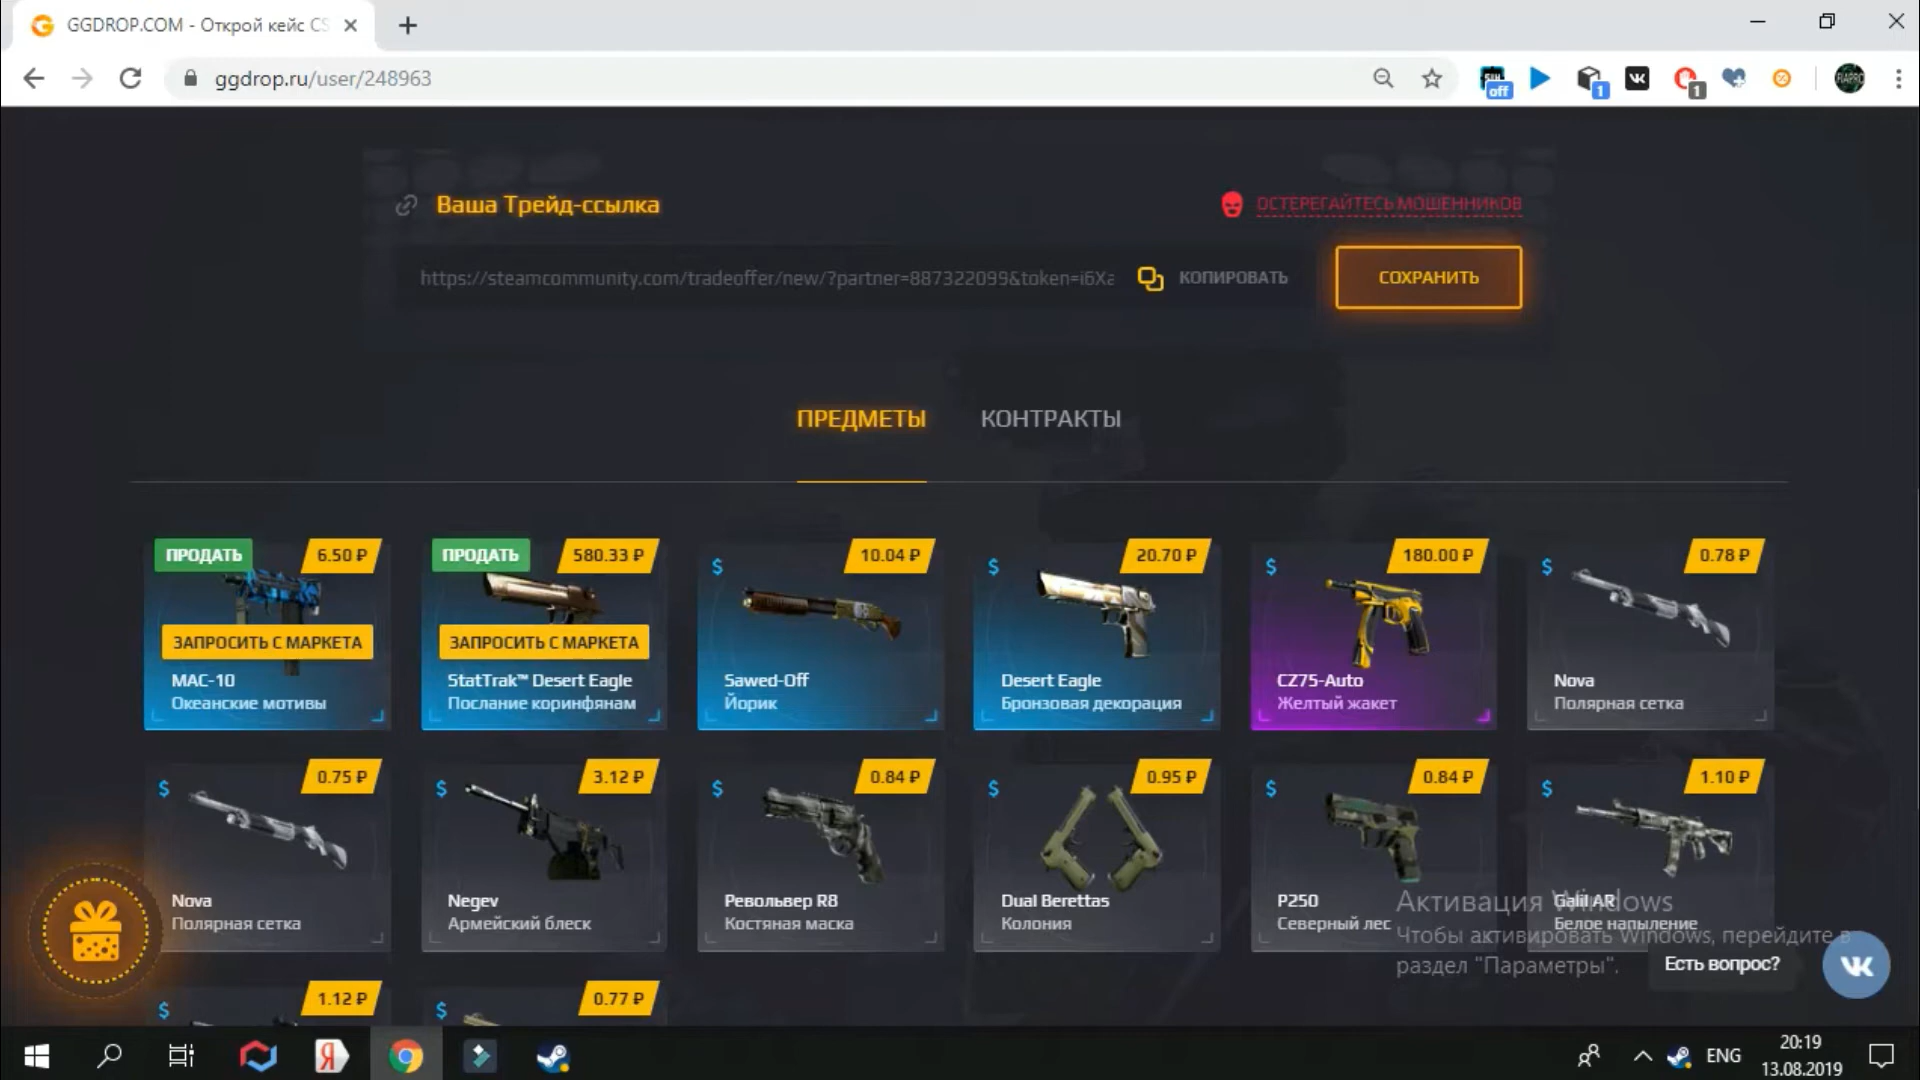 GGDROP.COM - Открой кейс CS
ggdrop.ru/user/248963
off
1
1
Ваша Трейд-ссылка
ОСТЕРЕГАЙТЕСЬ МОШЕННИКОВ
https://steamcommunity.com/tradeoffer/new/?partner=887322099&token=i6Xa
КОПИРОВАТЬ
СОХРАНИТЬ
ПРЕДМЕТЫ КОНТРАКТЫ
ПРОДАТЬ 6.50 ₽
ЗАПРОСИТЬ С МАРКЕТА
MAC-10
Океанские мотивы
ПРОДАТЬ 580.33 ₽
ЗАПРОСИТЬ С МАРКЕТА
StatTrak™ Desert Eagle
Послание коринфянам
$ 10.04 ₽
Sawed-Off
Йорик
$ 20.70 ₽
Desert Eagle
Бронзовая декорация
$ 180.00 ₽
CZ75-Auto
Желтый жакет
$ 0.78 ₽
Nova
Полярная сетка
$ 0.75 ₽
Nova
Полярная сетка
$ 3.12 ₽
Negev
Армейский блеск
$ 0.84 ₽
Револьвер R8
Костяная маска
$ 0.95 ₽
Dual Berettas
Колония
$ 0.84 ₽
P250
Северный лес
$ 1.10 ₽
Galil AR
Белое напыление
$ 1.12 ₽
$ 0.77 ₽
Активация Windows
Чтобы активировать Windows, перейдите в
раздел "Параметры".
Есть вопрос?
ENG
20:19
13.08.2019